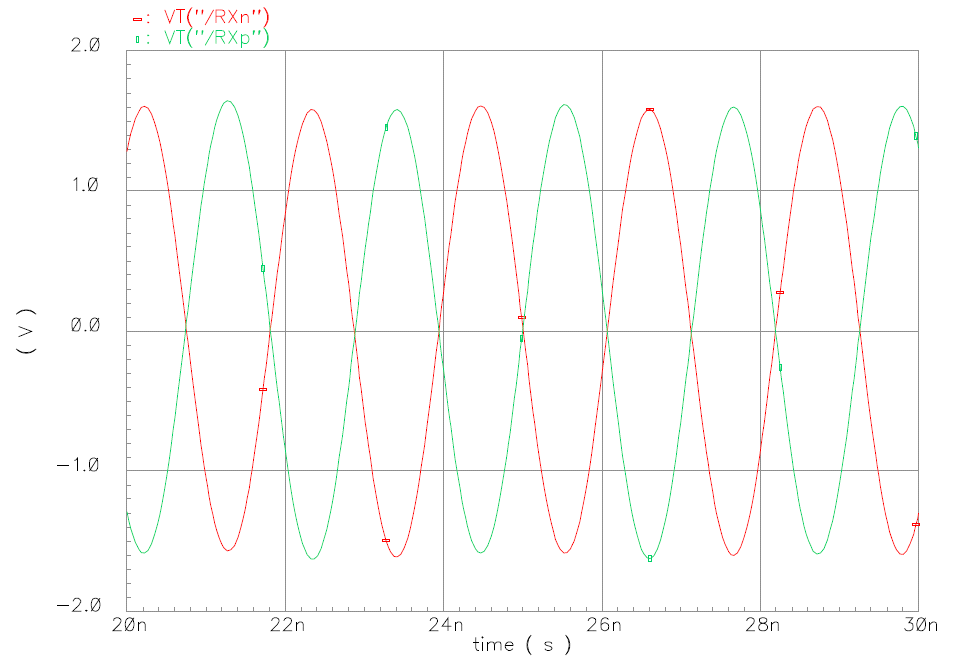 : VT("/RXn")
: VT("/RXp")
2.0
1.0
0.0
( V )
-1.0
-2.0
20n 22n 24n 26n 28n 30n
time ( s )